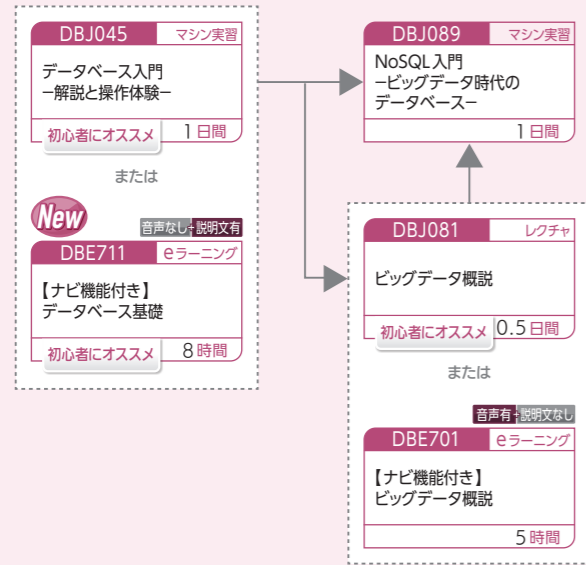 DBJ045 マシン実習
データベース入門
−解説と操作体験−
初心者にオススメ 1日間
または
New
音声なし+説明文有
DBE711 eラーニング
【ナビ機能付き】
データベース基礎
初心者にオススメ 8時間
DBJ089 マシン実習
NoSQL入門
−ビッグデータ時代の
データベース−
1日間
DBJ081 レクチャ
ビッグデータ概説
初心者にオススメ 0.5日間
または
音声有+説明文なし
DBE701 eラーニング
【ナビ機能付き】
ビッグデータ概説
5時間